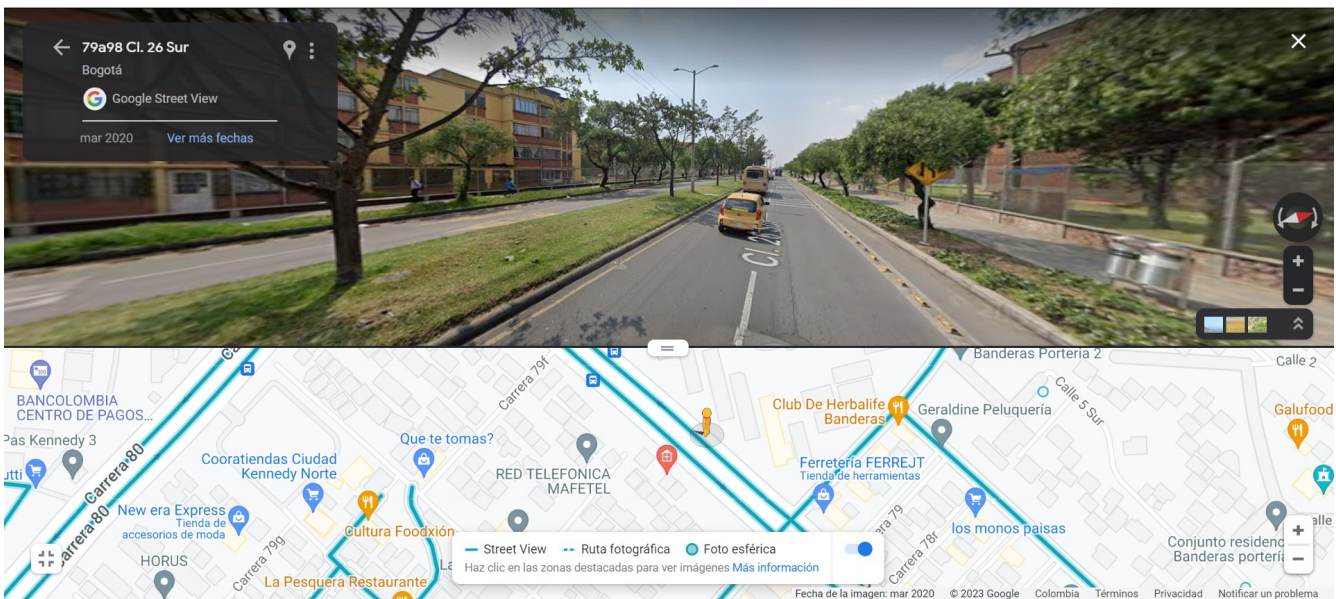 79a98 Cl. 26 Sur
Bogotá
Google Street View
mar 2020 Ver más fechas
Cl. 26
Banderas Portería 2
Calle 2
BANCOLOMBIA
CENTRO DE PAGOS...
Carrera 79f
Calle 5 Sur
Club De Herbalife
Banderas
Geraldine Peluquería
Galufood
Pas Kennedy 3
Que te tomas?
Carrera 80
Cooratiendas Ciudad
Kennedy Norte
RED TELEFONICA
MAFETEL
Ferretería FERREJT
Tienda de herramientas
utti
New era Express
Tienda de
accesorios de moda
Carrera 80
Cultura Foodxión
los monos paisas
HORUS
Carrera 79g
La Pesquera Restaurante
Carrera 78r
Conjunto residenc
Banderas portería
Street View
Ruta fotográfica
Foto esférica
Haz clic en las zonas destacadas para ver imágenes Más información
Fecha de la imagen: mar 2020 © 2023 Google Colombia Términos Privacidad Notificar un problema